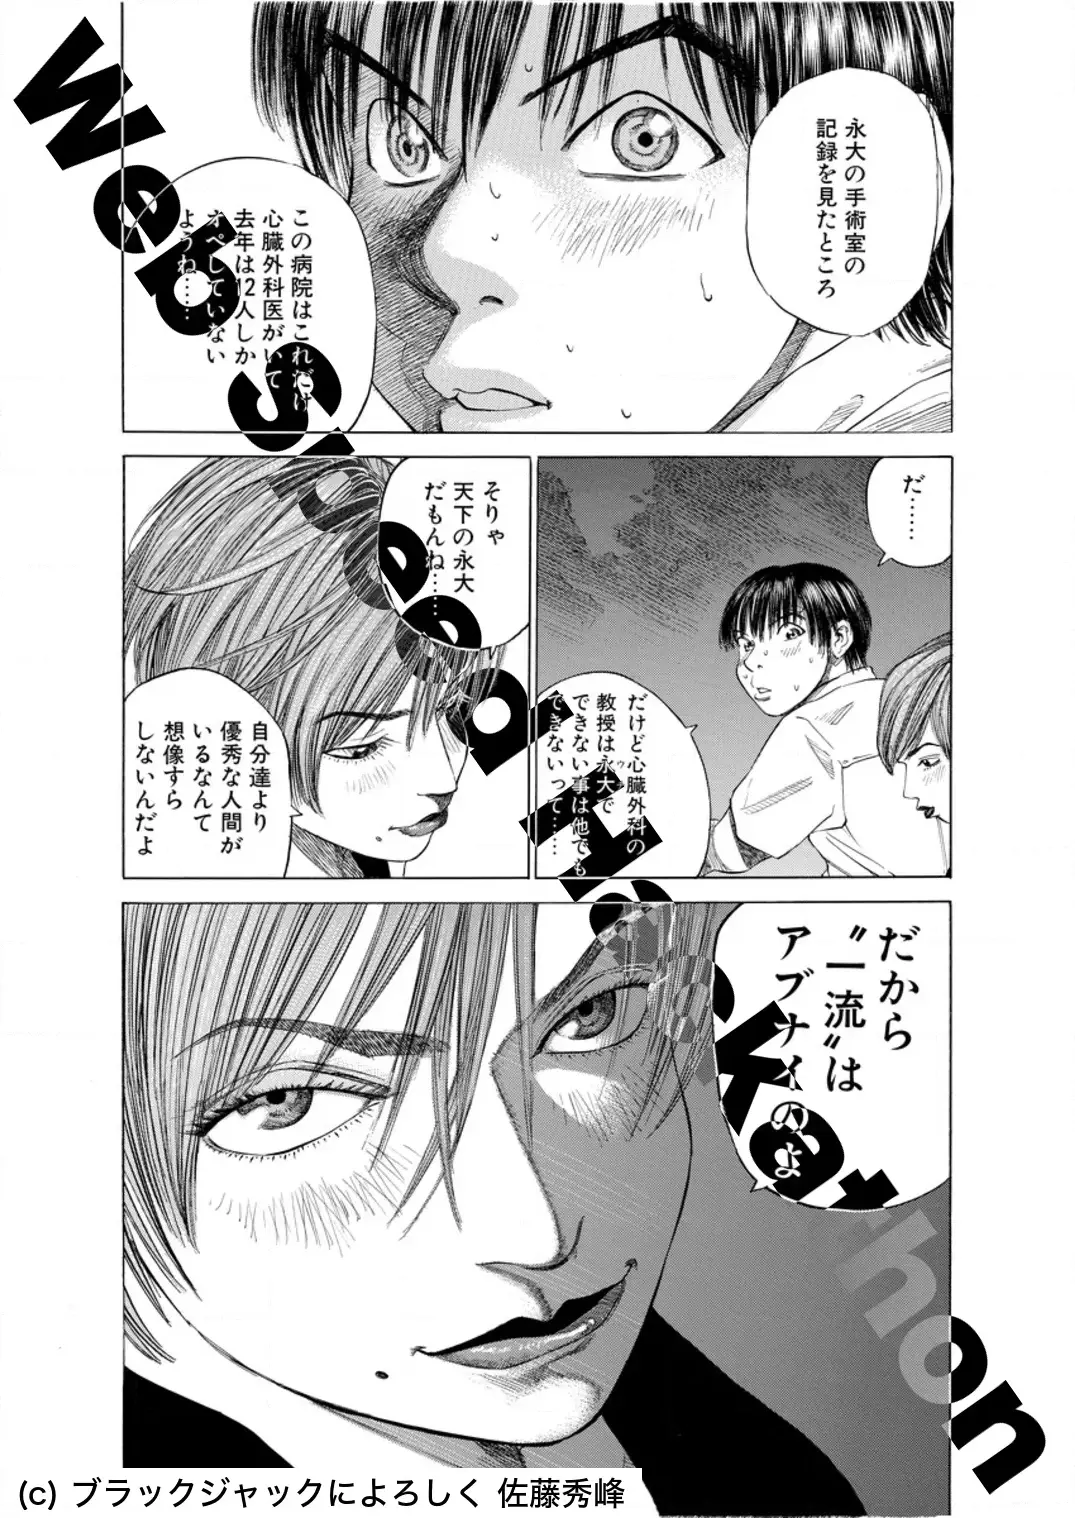 永大の手術室の
記録を見たところ
この病院はこれだけ
心臓外科医がいて
去年は12人しか
オペしていない
ようね……
だ……
だけど心臓外科の
教授は永大で
できない事は他でも
できないって……
そりゃ
天下の永大
だもんね……
自分達より
優秀な人間が
いるなんて
想像すら
しないんだよ
だから
〝一流〟は
アブナイのよ
(c) ブラックジャックによろしく 佐藤秀峰